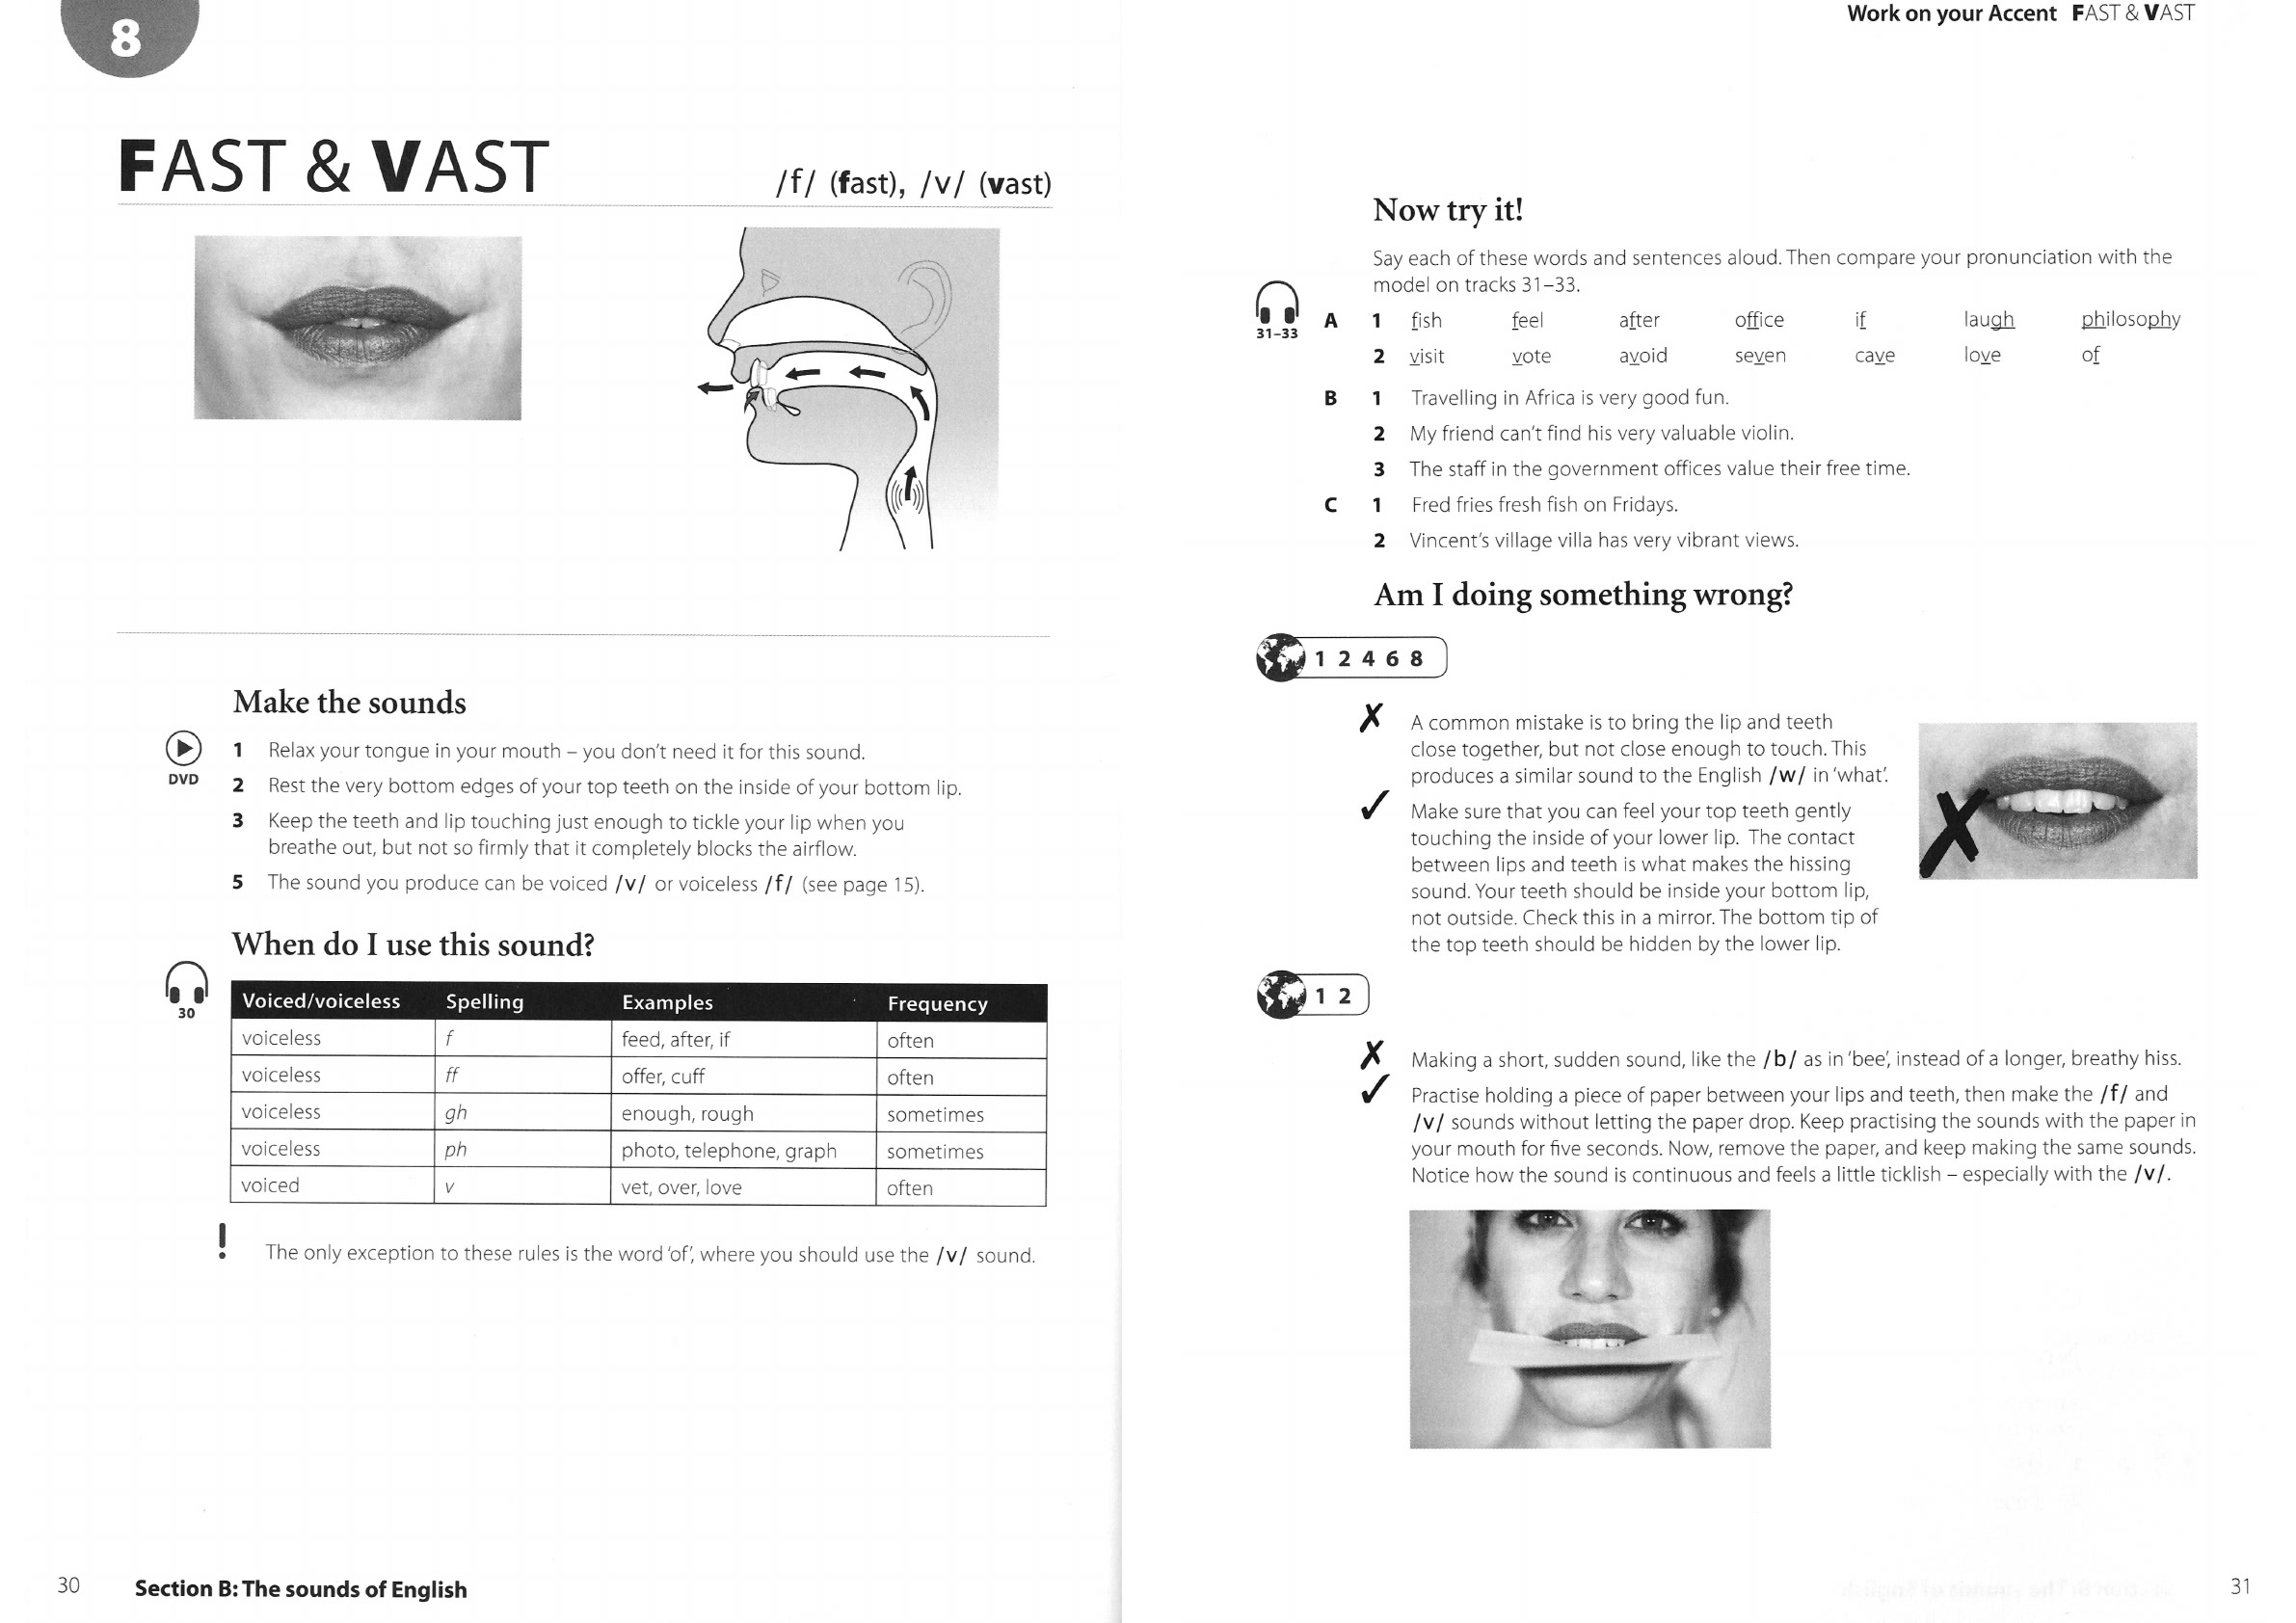 8
FAST & VAST
/f/ (fast), /v/ (vast)
Make the sounds
DVD
1 Relax your tongue in your mouth – you don't need it for this sound.
2 Rest the very bottom edges of your top teeth on the inside of your bottom lip.
3 Keep the teeth and lip touching just enough to tickle your lip when you
breathe out, but not so firmly that it completely blocks the airflow.
5 The sound you produce can be voiced /v/ or voiceless /f/ (see page 15).
When do I use this sound?
30
Voiced/voiceless Spelling Examples Frequency
voiceless f feed, after, if often
voiceless ff offer, cuff often
voiceless gh enough, rough sometimes
voiceless ph photo, telephone, graph sometimes
voiced v vet, over, love often
! The only exception to these rules is the word 'of', where you should use the /v/ sound.
30 Section B: The sounds of English
Work on your Accent FAST & VAST
Now try it!
Say each of these words and sentences aloud. Then compare your pronunciation with the
model on tracks 31–33.
31–33
A 1 fish feel after office if laugh philosophy
2 visit vote avoid seven cave love of
B 1 Travelling in Africa is very good fun.
2 My friend can't find his very valuable violin.
3 The staff in the government offices value their free time.
C 1 Fred fries fresh fish on Fridays.
2 Vincent's village villa has very vibrant views.
Am I doing something wrong?
1 2 4 6 8
✗ A common mistake is to bring the lip and teeth
close together, but not close enough to touch. This
produces a similar sound to the English /w/ in 'what'.
✓ Make sure that you can feel your top teeth gently
touching the inside of your lower lip. The contact
between lips and teeth is what makes the hissing
sound. Your teeth should be inside your bottom lip,
not outside. Check this in a mirror. The bottom tip of
the top teeth should be hidden by the lower lip.
1 2
✗ Making a short, sudden sound, like the /b/ as in 'bee', instead of a longer, breathy hiss.
✓ Practise holding a piece of paper between your lips and teeth, then make the /f/ and
/v/ sounds without letting the paper drop. Keep practising the sounds with the paper in
your mouth for five seconds. Now, remove the paper, and keep making the same sounds.
Notice how the sound is continuous and feels a little ticklish – especially with the /v/.
31